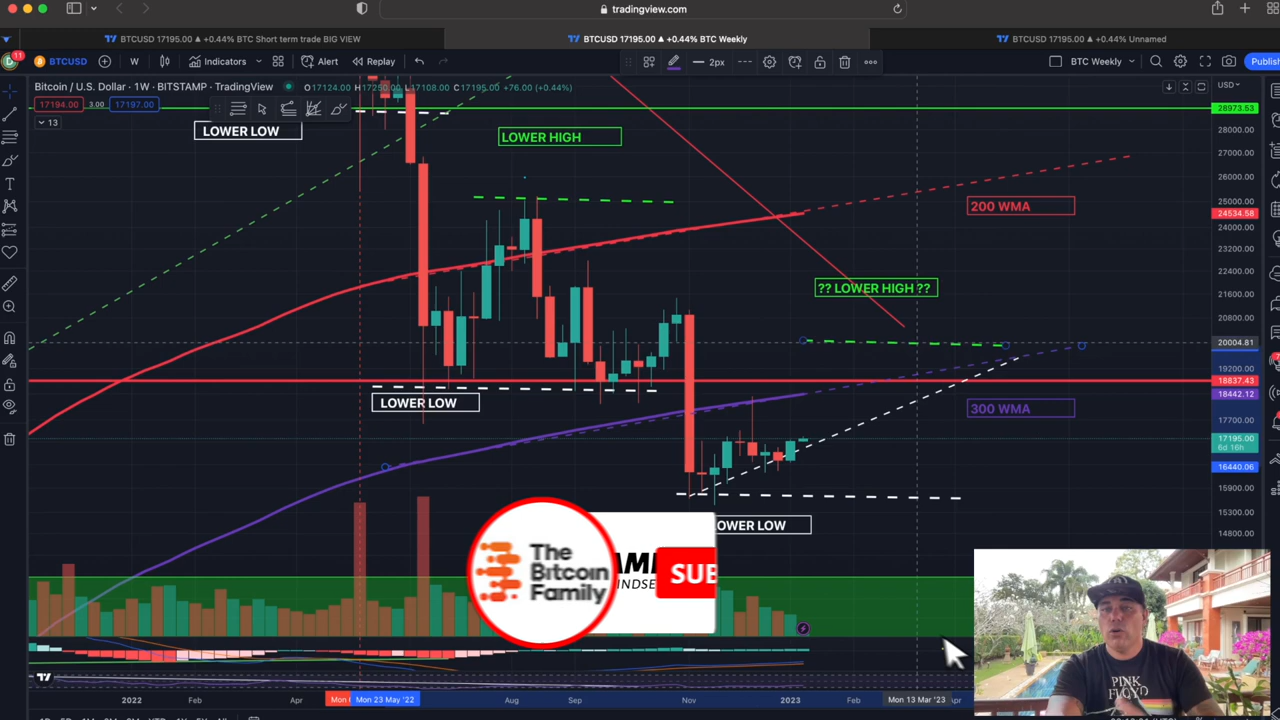 tradingview.com
BTCUSD 17195.00 ▲ +0.44% BTC Short term trade BIG VIEW
BTCUSD 17195.00 ▲ +0.44% BTC Weekly
BTCUSD 17195.00 ▲ +0.44% Unnamed
11
BTCUSD
W
Indicators
Alert
Replay
2px
BTC Weekly
Publish
Bitcoin / U.S. Dollar · 1W · BITSTAMP · TradingView
O17124.00 H17250.00 L17108.00 C17195.00 +76.00 (+0.44%)
USD
17194.00
3.00
17197.00
13
28973.53
LOWER LOW
LOWER HIGH
28000.00
27000.00
26000.00
25000.00
200 WMA
24534.58
24000.00
23200.00
22400.00
?? LOWER HIGH ??
21600.00
20800.00
20004.81
19200.00
18837.43
18442.12
LOWER LOW
300 WMA
17700.00
17195.00
6d 16h
16440.06
15900.00
15300.00
OWER LOW
14800.00
The
Bitcoin
Family
SUB
PINK
FLOYD
2022
Feb
Apr
Mon 23 May '22
Aug
Sep
Nov
2023
Feb
Mon 13 Mar '23
Apr